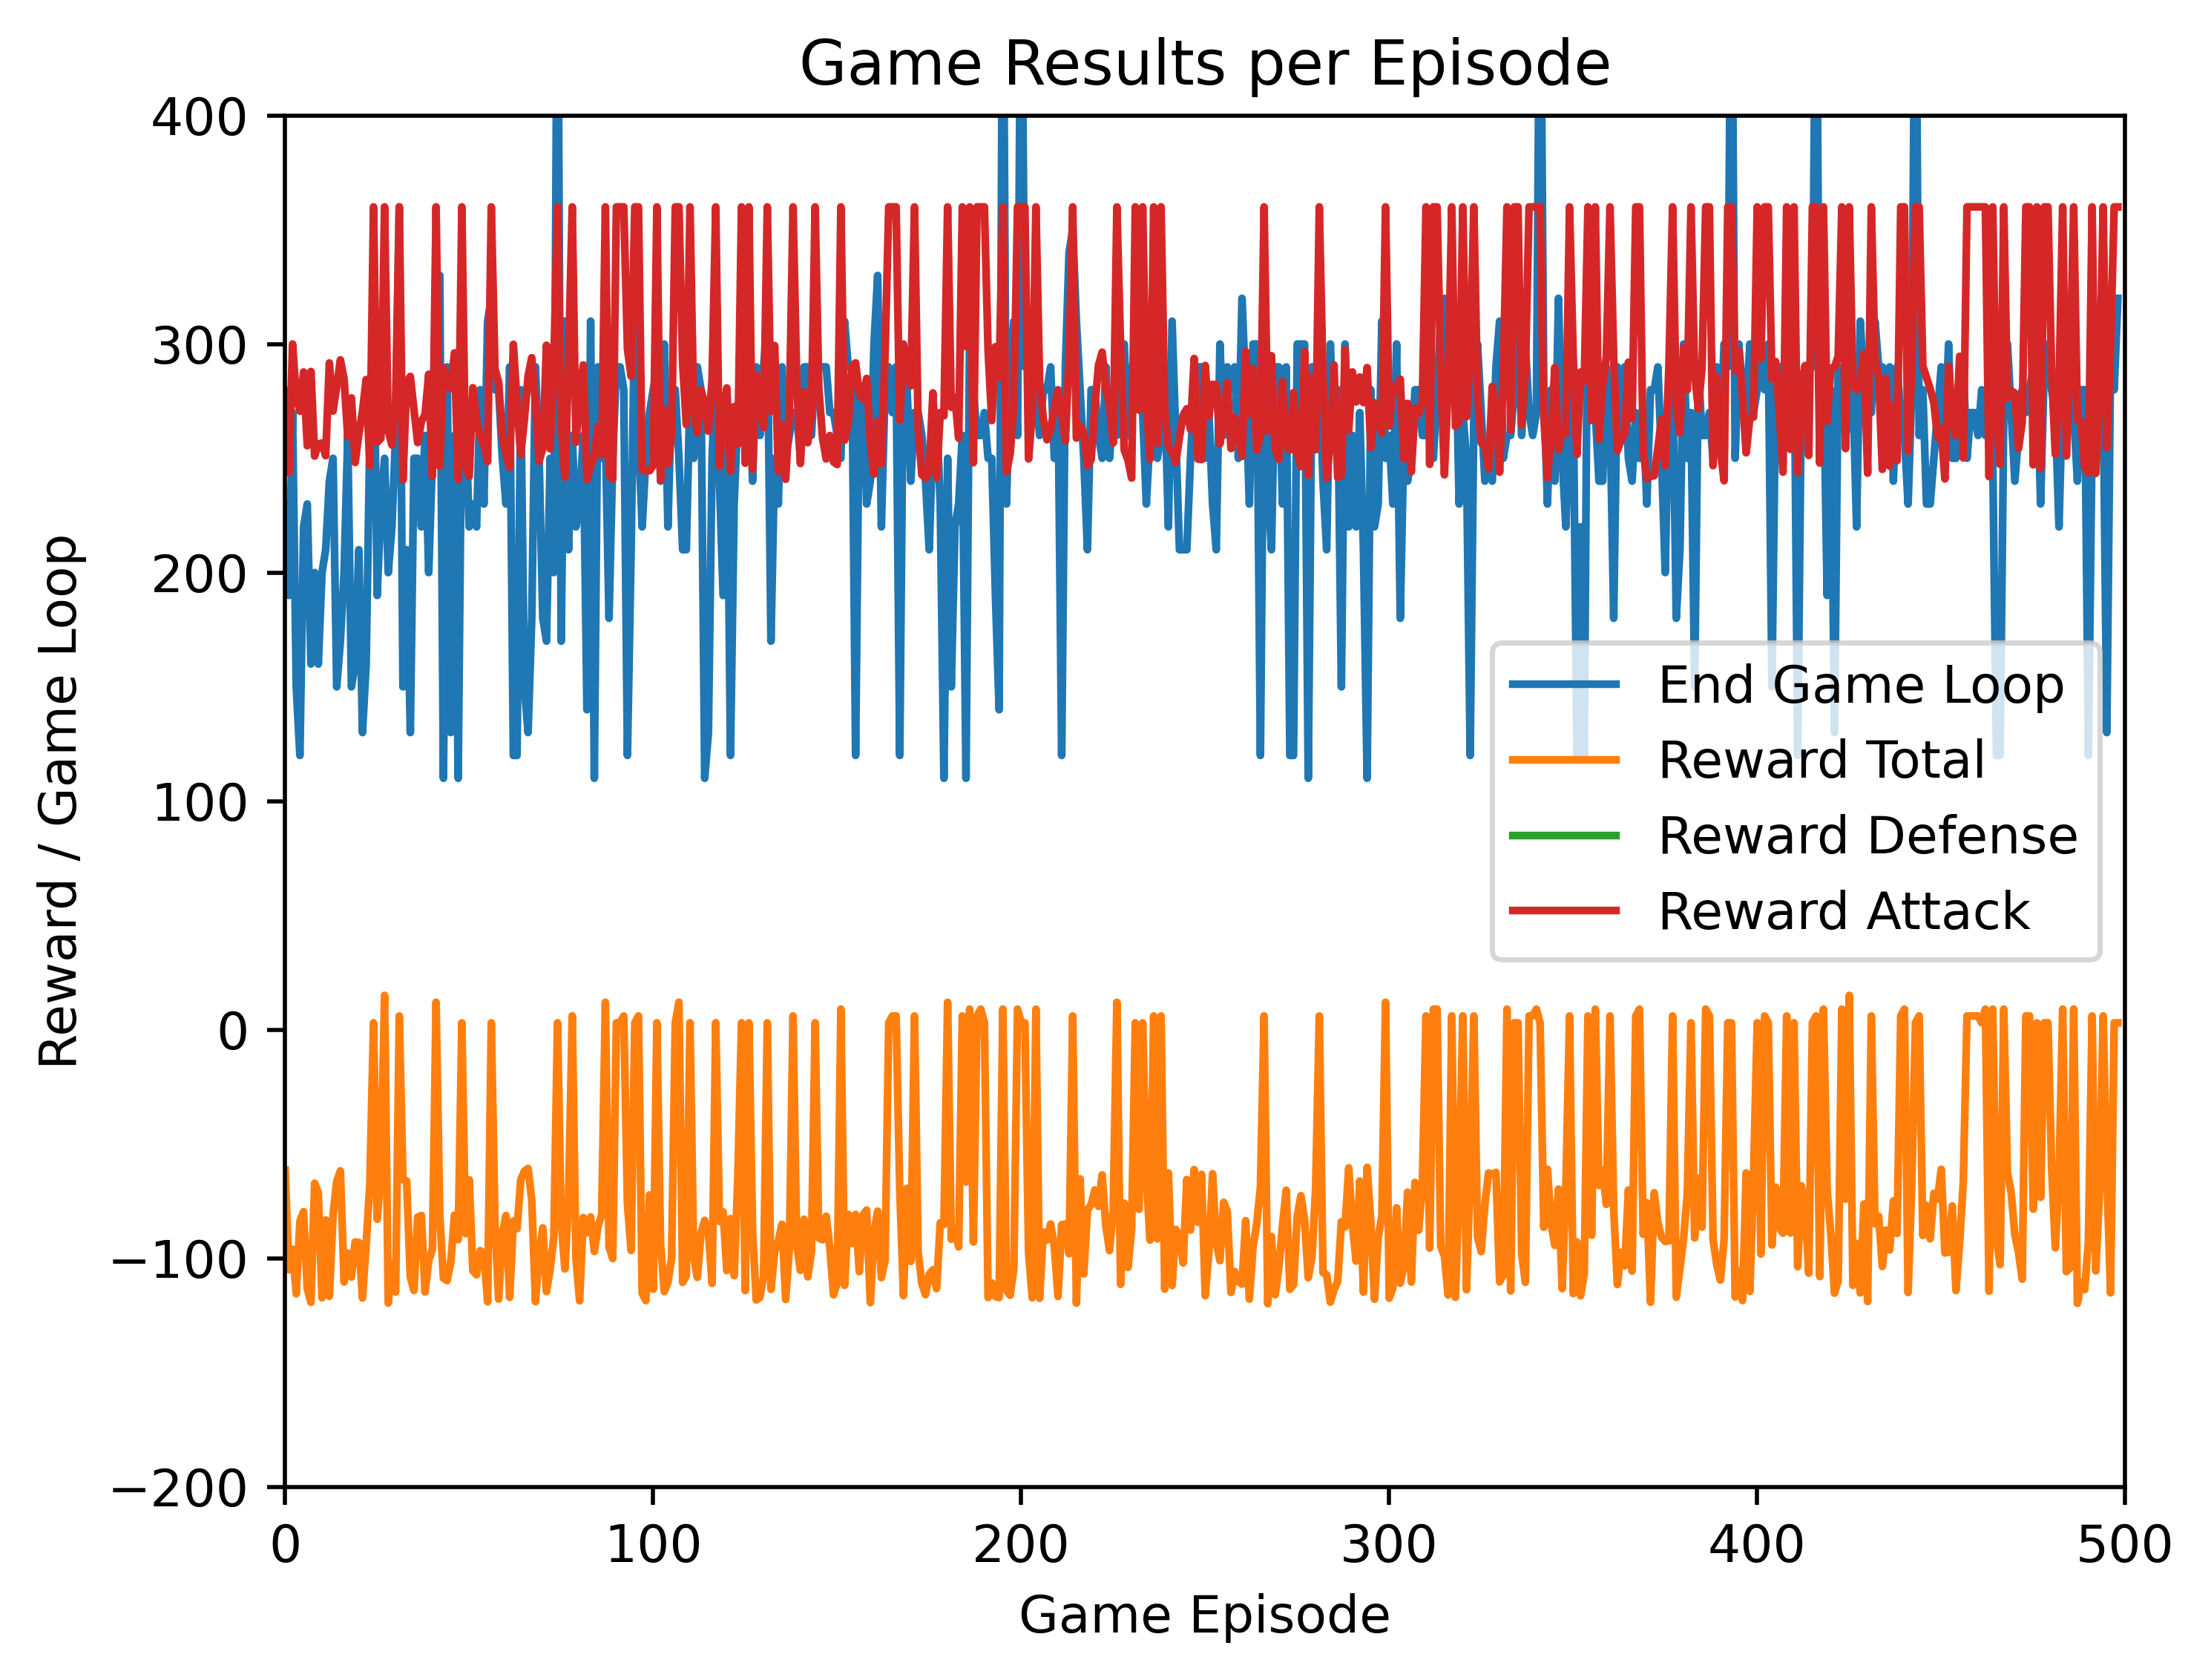 Game Results per Episode
400
300
200
100
0
−100
−200
Reward / Game Loop
End Game Loop
Reward Total
Reward Defense
Reward Attack
0 100 200 300 400 500
Game Episode